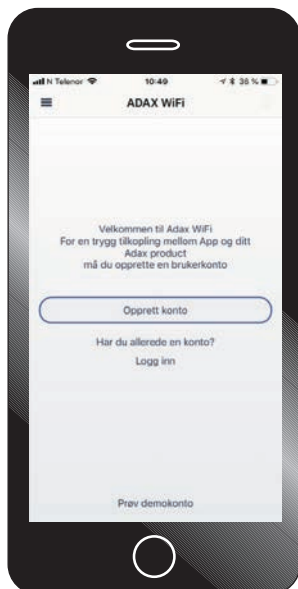 N Telenor 10:49 36 %
ADAX WiFi
Velkommen til Adax WiFi
For en trygg tilkopling mellom App og ditt
Adax product
må du opprette en brukerkonto
Opprett konto
Har du allerede en konto?
Logg inn
Prøv demokonto